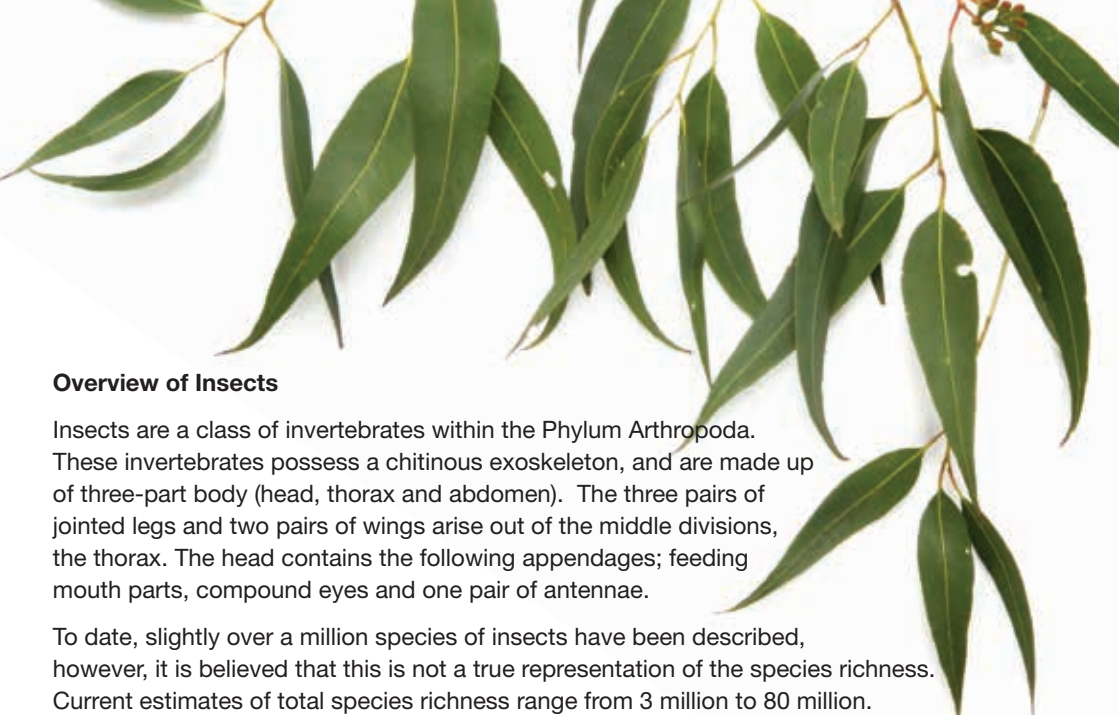 Overview of Insects
Insects are a class of invertebrates within the Phylum Arthropoda.
These invertebrates possess a chitinous exoskeleton, and are made up
of three-part body (head, thorax and abdomen).  The three pairs of
jointed legs and two pairs of wings arise out of the middle divisions,
the thorax. The head contains the following appendages; feeding
mouth parts, compound eyes and one pair of antennae.
To date, slightly over a million species of insects have been described,
however, it is believed that this is not a true representation of the species richness.
Current estimates of total species richness range from 3 million to 80 million.